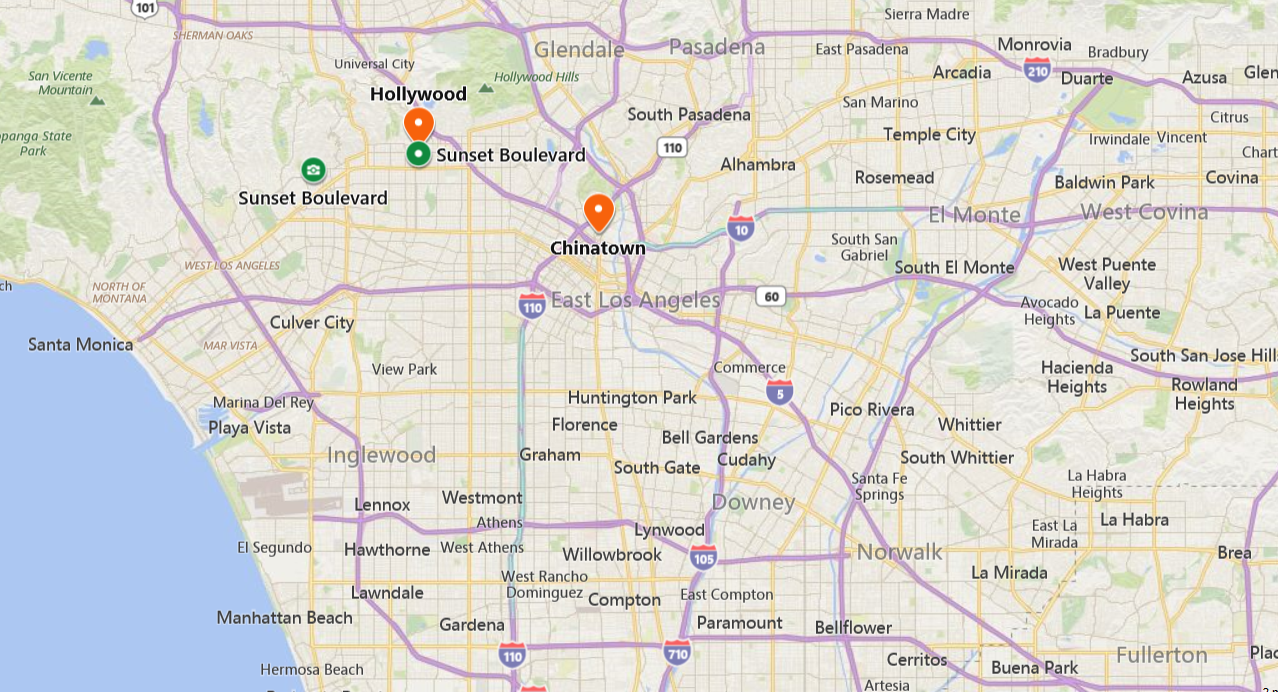 101
SHERMAN OAKS
Sierra Madre
Glendale
Pasadena
East Pasadena
Monrovia
Bradbury
Universal City
San Vicente
Mountain
Hollywood Hills
Arcadia
210
Duarte
Azusa
Glen
Hollywood
San Marino
South Pasadena
Citrus
opanga State
Park
Temple City
Irwindale
Vincent
110
Sunset Boulevard
Alhambra
Chart
Rosemead
Baldwin Park
Covina
Sunset Boulevard
El Monte
West Covina
10
Chinatown
South San
Gabriel
WEST LOS ANGELES
South El Monte
West Puente
Valley
ch
NORTH OF
MONTANA
110
East Los Angeles
60
Avocado
Heights
La Puente
Culver City
Santa Monica
MAR VISTA
South San Jose Hills
View Park
Commerce
Hacienda
Heights
Rowland
Heights
5
Marina Del Rey
Huntington Park
Pico Rivera
Playa Vista
Florence
Whittier
Bell Gardens
Inglewood
Graham
South Gate
Cudahy
South Whittier
Santa Fe
Springs
La Habra
Heights
Lennox
Westmont
Downey
Athens
Lynwood
La Habra
East La
Mirada
El Segundo
Hawthorne
West Athens
Willowbrook
105
Norwalk
Brea
La Mirada
West Rancho
Dominguez
Lawndale
Compton
East Compton
Manhattan Beach
Gardena
Paramount
Bellflower
110
710
Fullerton
Plac
Hermosa Beach
Cerritos
Buena Park
Artesia